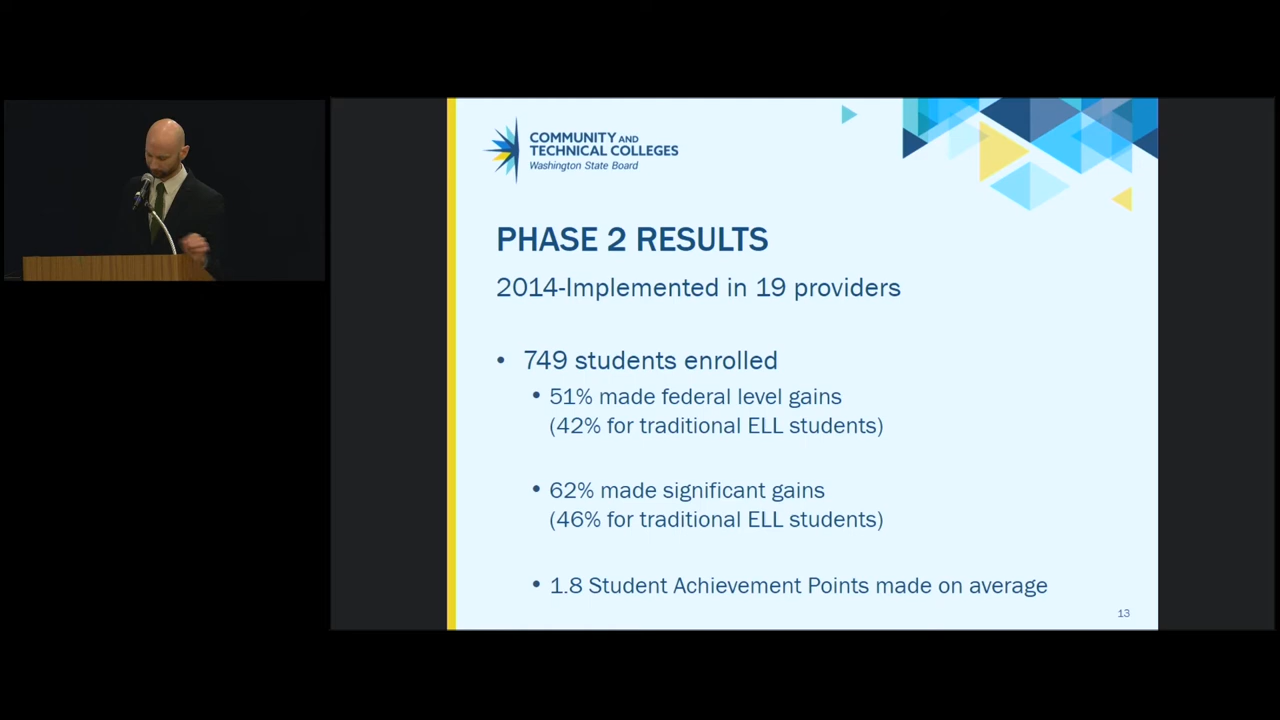 COMMUNITY AND
TECHNICAL COLLEGES
Washington State Board
PHASE 2 RESULTS
2014-Implemented in 19 providers
• 749 students enrolled
• 51% made federal level gains
(42% for traditional ELL students)
• 62% made significant gains
(46% for traditional ELL students)
• 1.8 Student Achievement Points made on average
13